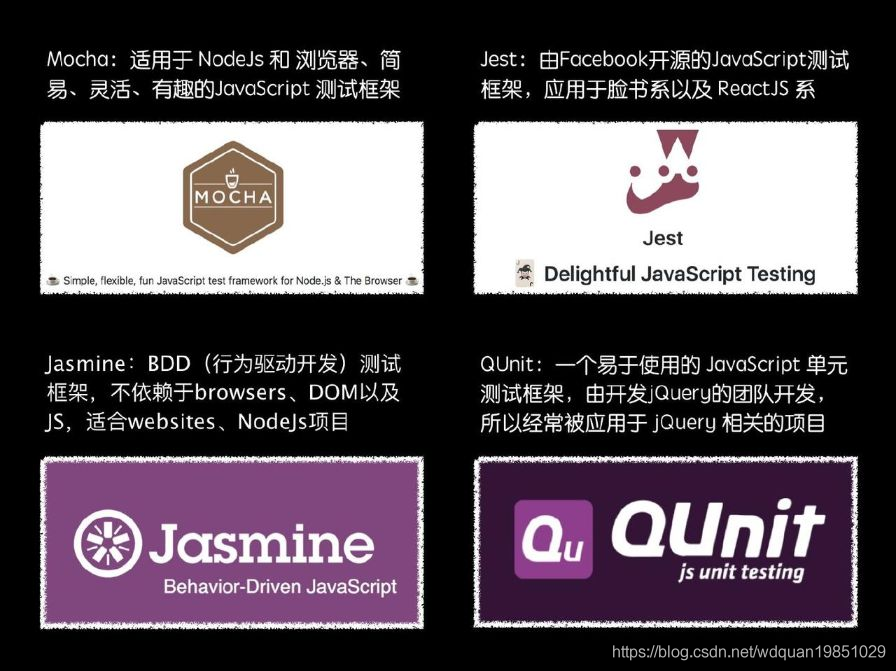 Mocha：适用于 NodeJs 和 浏览器、简
易、灵活、有趣的JavaScript 测试框架
MOCHA
Simple, flexible, fun JavaScript test framework for Node.js & The Browser
Jest：由Facebook开源的JavaScript测试
框架，应用于脸书系以及 ReactJS 系
Jest
Delightful JavaScript Testing
Jasmine：BDD（行为驱动开发）测试
框架，不依赖于browsers、DOM以及
JS，适合websites、NodeJs项目
Jasmine
Behavior-Driven JavaScript
QUnit：一个易于使用的 JavaScript 单元
测试框架，由开发jQuery的团队开发，
所以经常被应用于 jQuery 相关的项目
Qu
QUnit
js unit testing
https://blog.csdn.net/wdquan19851029